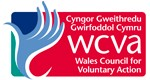 Cyngor Gweithredu
Gwirfoddol Cymru
wcva
Wales Council for
Voluntary Action